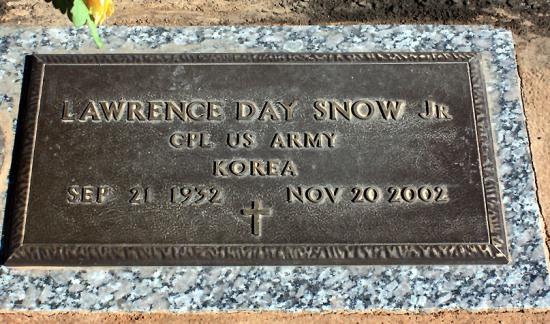 LAWRENCE DAY SNOW JR
CPL US ARMY
KOREA
SEP 21 1932 NOV 20 2002